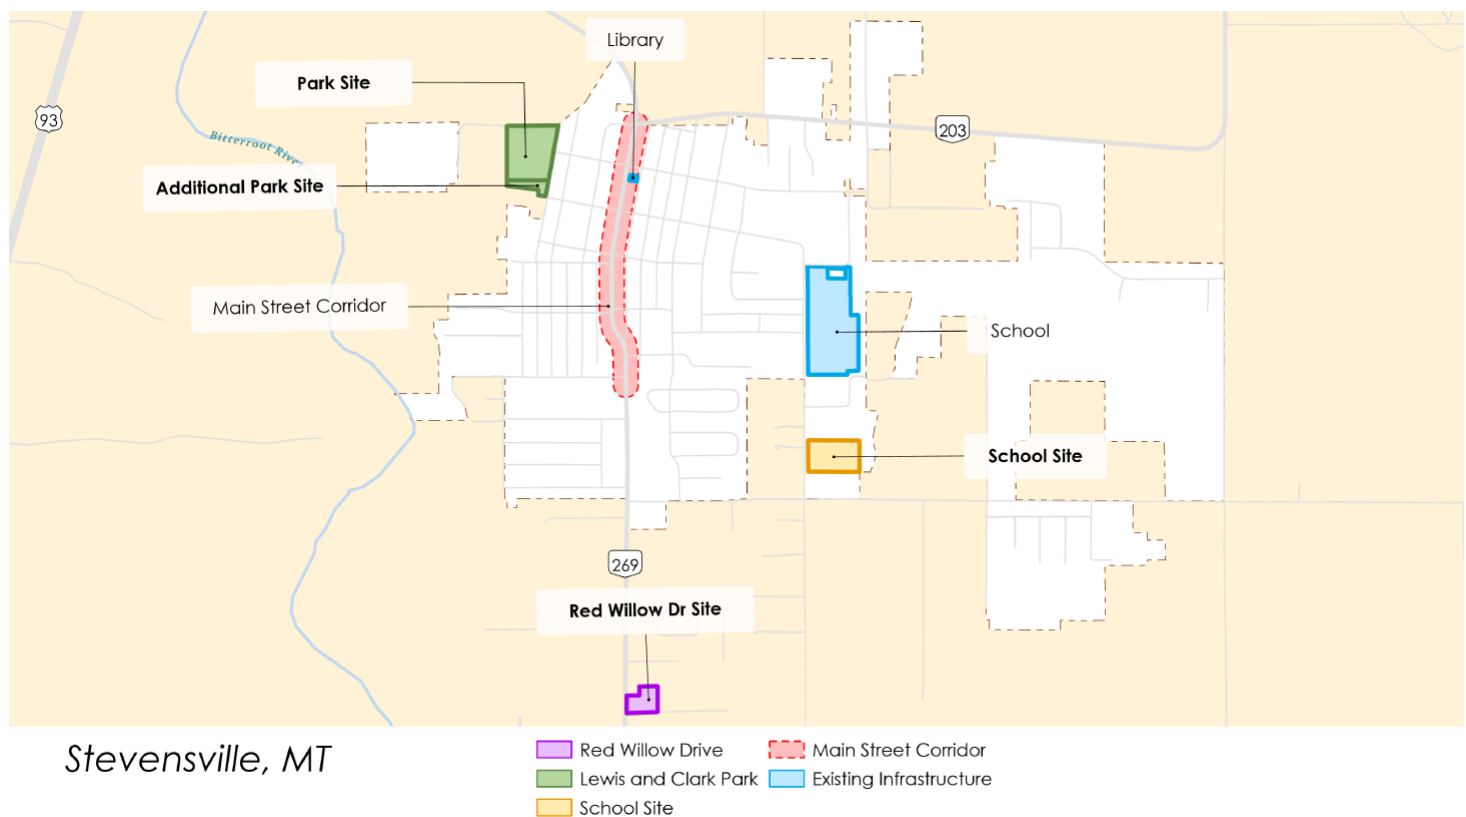 Library
Park Site
93
203
Bitterroot River
Additional Park Site
Main Street Corridor
School
School Site
269
Red Willow Dr Site
Stevensville, MT
Red Willow Drive
Lewis and Clark Park
School Site
Main Street Corridor
Existing Infrastructure